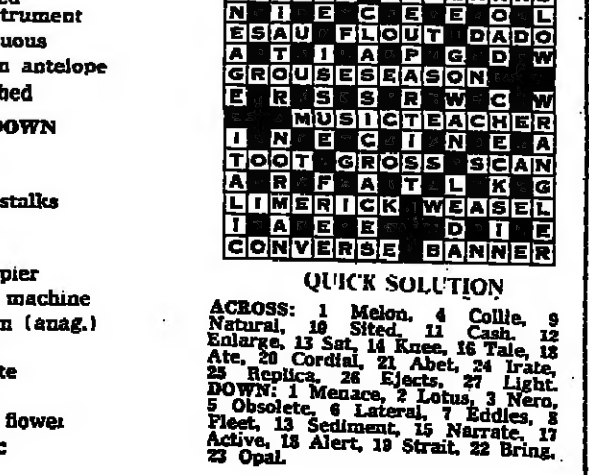 trument
uous
n antelope
hed
OWN
stalks
pier
machine
m (anag.)
te
flower
c
N I E C E E O L
ESAU FLOUT DADO
A T I A P G D W
GROUSESEASON
E R S S R W C W
MUSICTEACHER
I N E C I N E A
TOOT GROSS SCAN
A R F A T L K G
LIMERICK WEASEL
I A E E D I E
CONVERSE BANNER
QUICK SOLUTION
ACROSS: 1 Melon, 4 Collie, 9
Natural, 10 Sited, 11 Cash, 12
Enlarge, 13 Sat, 14 Knee, 16 Tale, 18
Ate, 20 Cordial, 21 Abet, 24 Irate,
25 Replica, 26 Ejects, 27 Light.
DOWN: 1 Menace, 2 Lotus, 3 Nero,
5 Obsolete, 6 Lateral, 7 Eddies, 8
Fleet, 13 Sediment, 15 Narrate, 17
Active, 18 Alert, 19 Strait, 22 Bring,
23 Opal.